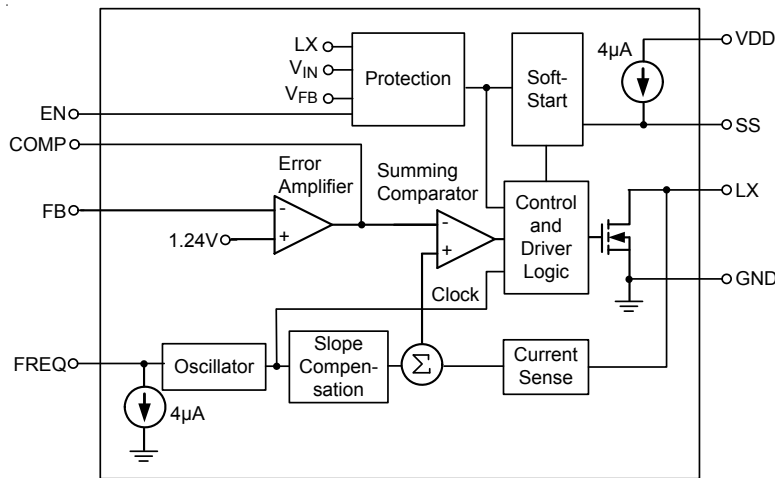 VDD
4µA
LX
VIN
VFB
Protection
Soft-
Start
EN
SS
COMP
Error
Amplifier
Summing
Comparator
LX
Control
and
Driver
Logic
FB
-
+
1.24V
-
+
GND
Clock
FREQ
Oscillator
Slope
Compen-
sation
Σ
Current
Sense
4µA